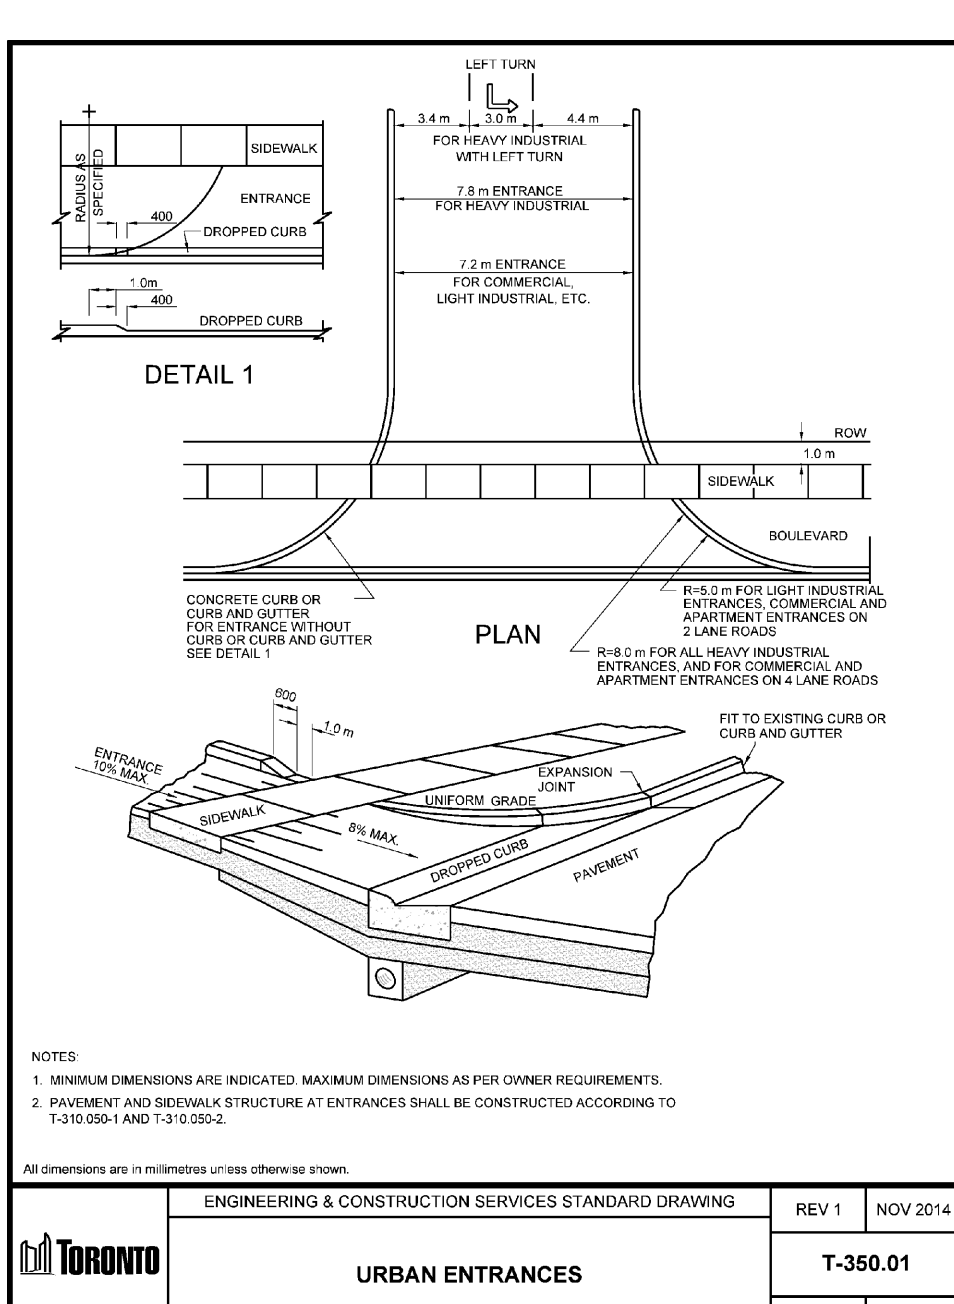 LEFT TURN
3.4 m
3.0 m
4.4 m
FOR HEAVY INDUSTRIAL
WITH LEFT TURN
7.8 m ENTRANCE
FOR HEAVY INDUSTRIAL
7.2 m ENTRANCE
FOR COMMERCIAL,
LIGHT INDUSTRIAL, ETC.
SIDEWALK
RADIUS AS
SPECIFIED
ENTRANCE
400
DROPPED CURB
1.0m
400
DROPPED CURB
DETAIL 1
ROW
1.0 m
SIDEWALK
BOULEVARD
CONCRETE CURB OR
CURB AND GUTTER
FOR ENTRANCE WITHOUT
CURB OR CURB AND GUTTER
SEE DETAIL 1
PLAN
R=5.0 m FOR LIGHT INDUSTRIAL
ENTRANCES, COMMERCIAL AND
APARTMENT ENTRANCES ON
2 LANE ROADS
R=8.0 m FOR ALL HEAVY INDUSTRIAL
ENTRANCES, AND FOR COMMERCIAL AND
APARTMENT ENTRANCES ON 4 LANE ROADS
600
1.0 m
FIT TO EXISTING CURB OR
CURB AND GUTTER
ENTRANCE
10% MAX.
EXPANSION
JOINT
UNIFORM GRADE
SIDEWALK
8% MAX.
DROPPED CURB
PAVEMENT
NOTES:
1. MINIMUM DIMENSIONS ARE INDICATED. MAXIMUM DIMENSIONS AS PER OWNER REQUIREMENTS.
2. PAVEMENT AND SIDEWALK STRUCTURE AT ENTRANCES SHALL BE CONSTRUCTED ACCORDING TO
T-310.050-1 AND T-310.050-2.
All dimensions are in millimetres unless otherwise shown.
ENGINEERING & CONSTRUCTION SERVICES STANDARD DRAWING
REV 1
NOV 2014
TORONTO
URBAN ENTRANCES
T-350.01